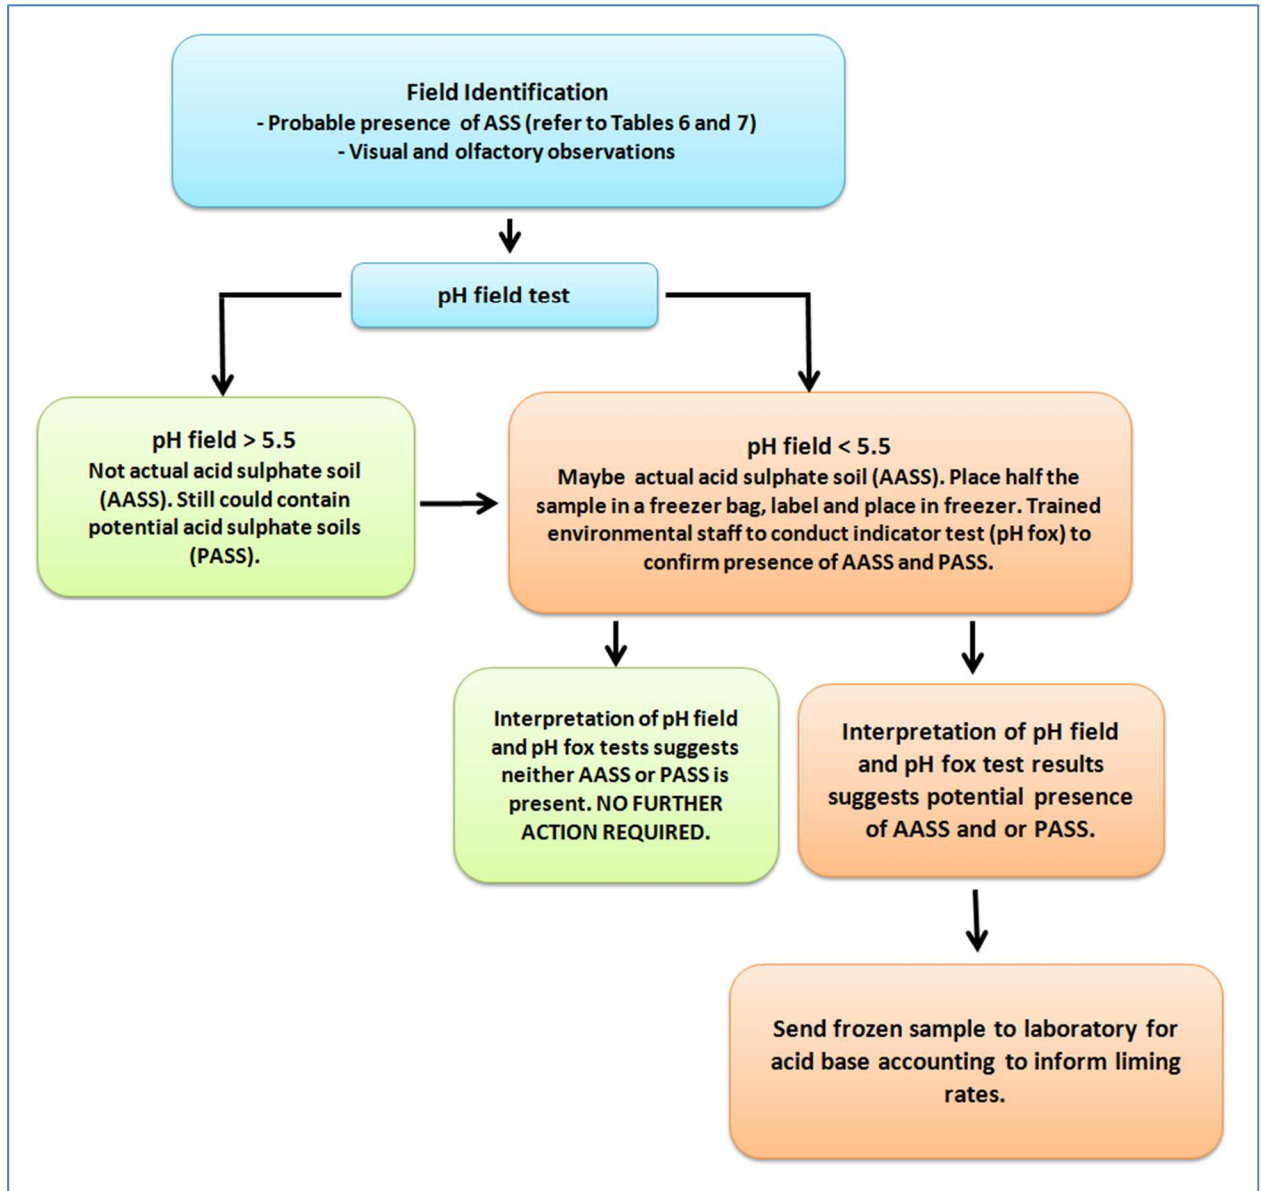 Field Identification
- Probable presence of ASS (refer to Tables 6 and 7)
- Visual and olfactory observations
pH field test
pH field > 5.5
Not actual acid sulphate soil
(AASS). Still could contain
potential acid sulphate soils
(PASS).
pH field < 5.5
Maybe actual acid sulphate soil (AASS). Place half the
sample in a freezer bag, label and place in freezer. Trained
environmental staff to conduct indicator test (pH fox) to
confirm presence of AASS and PASS.
Interpretation of pH field
and pH fox tests suggests
neither AASS or PASS is
present. NO FURTHER
ACTION REQUIRED.
Interpretation of pH field
and pH fox test results
suggests potential presence
of AASS and or PASS.
Send frozen sample to laboratory for
acid base accounting to inform liming
rates.